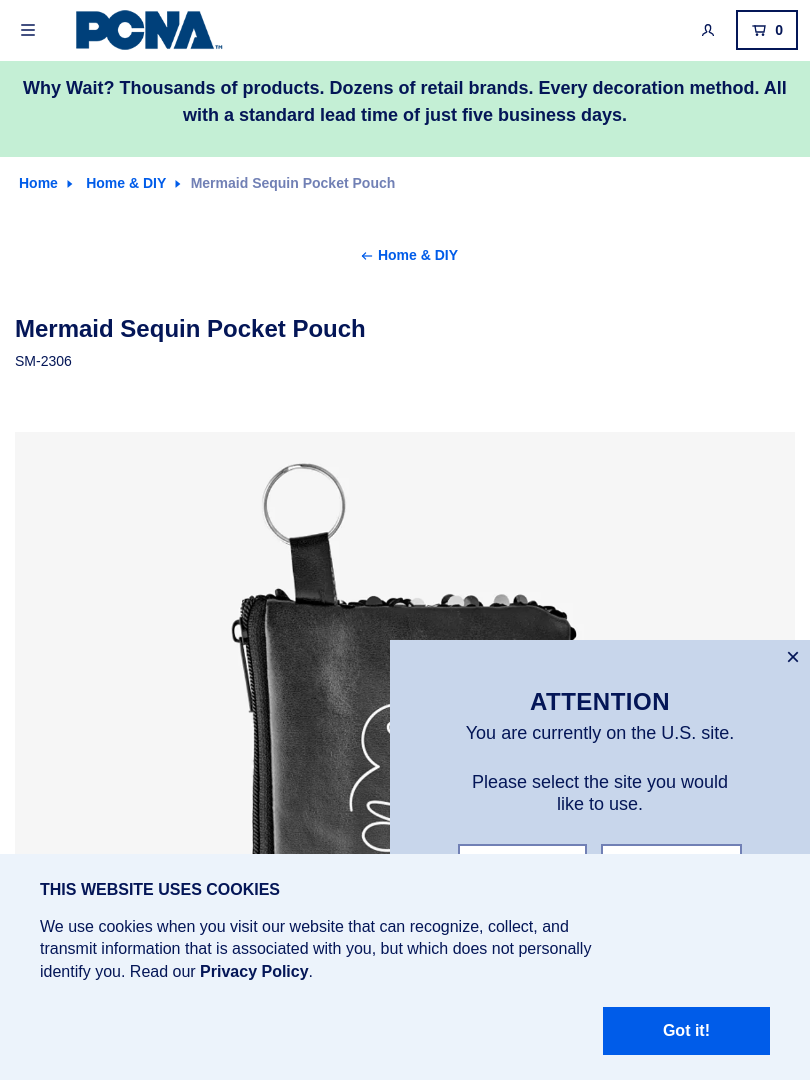 PCNA™
0
Why Wait? Thousands of products. Dozens of retail brands. Every decoration method. All
with a standard lead time of just five business days.
Home Home & DIY Mermaid Sequin Pocket Pouch
Home & DIY
Mermaid Sequin Pocket Pouch
SM-2306
ATTENTION
You are currently on the U.S. site.
Please select the site you would
like to use.
THIS WEBSITE USES COOKIES
We use cookies when you visit our website that can recognize, collect, and
transmit information that is associated with you, but which does not personally
identify you. Read our Privacy Policy.
Got it!